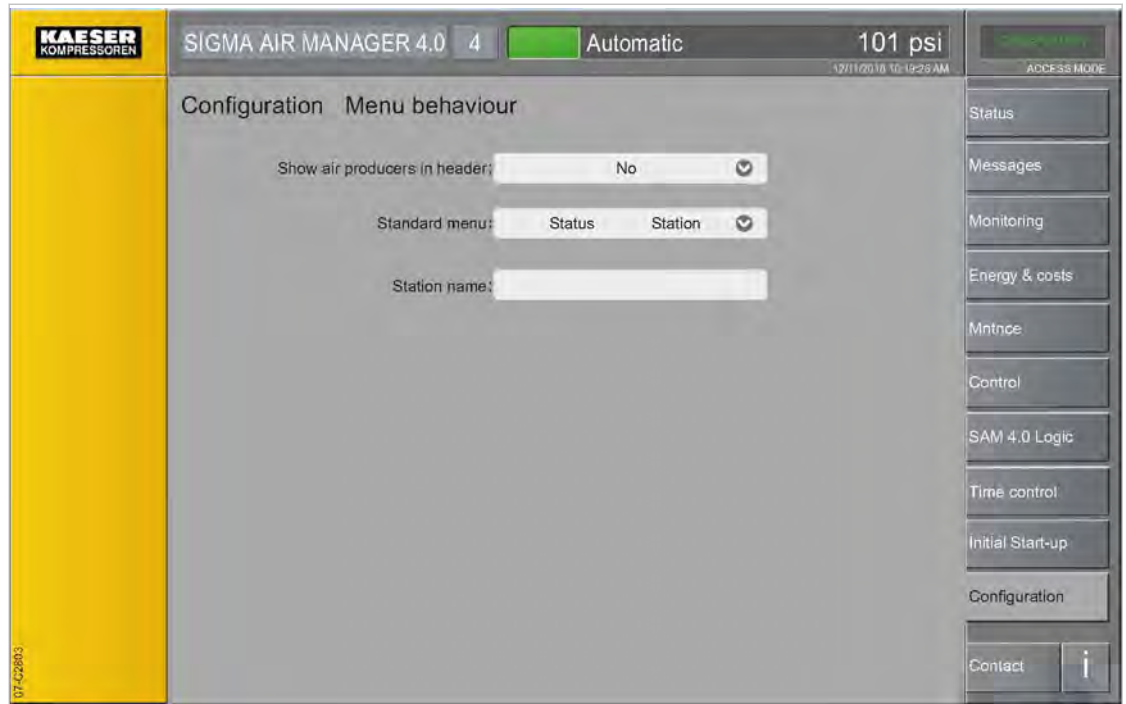 KAESER
KOMPRESSOREN
SIGMA AIR MANAGER 4.0 4 Automatic 101 psi
ACCESS MODE
Configuration Menu behaviour
Show air producers in header: No
Standard menu: Status Station
Station name:
Status
Messages
Monitoring
Energy & costs
Mntnce
Control
SAM 4.0 Logic
Time control
Initial Start-up
Configuration
Contact i
07-C2803